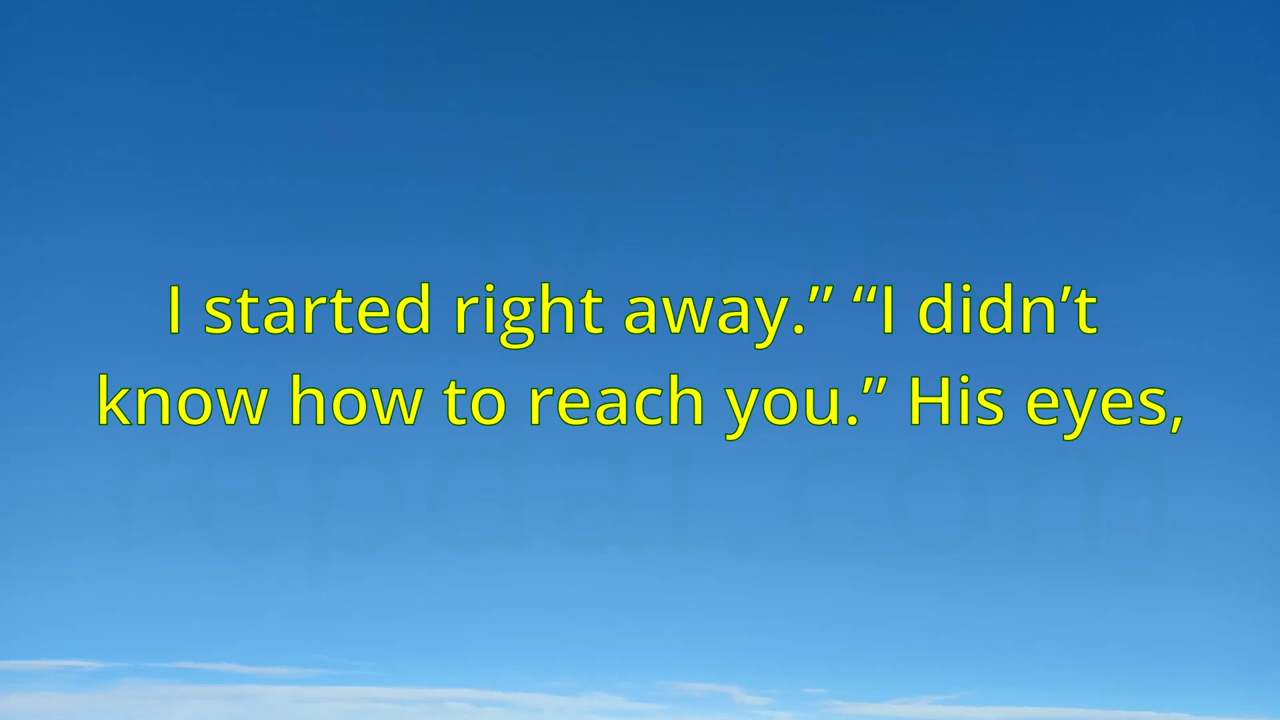 I started right away.” “I didn’t
know how to reach you.” His eyes,